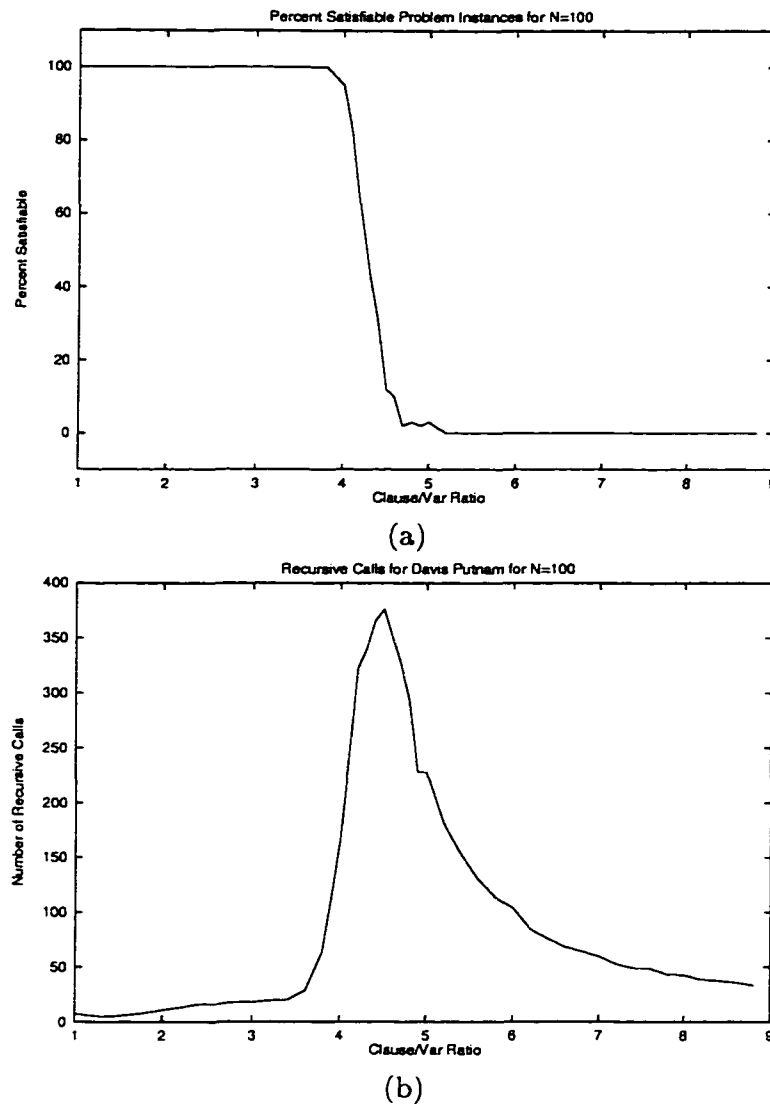 Percent Satisfiable Problem Instances for N=100
100
80
60
40
20
0
Percent Satisfiable
1 2 3 4 5 6 7 8 9
Clause/Var Ratio
(a)
Recursive Calls for Davis Putnam for N=100
400
350
300
250
200
150
100
50
0
Number of Recursive Calls
1 2 3 4 5 6 7 8 9
Clause/Var Ratio
(b)